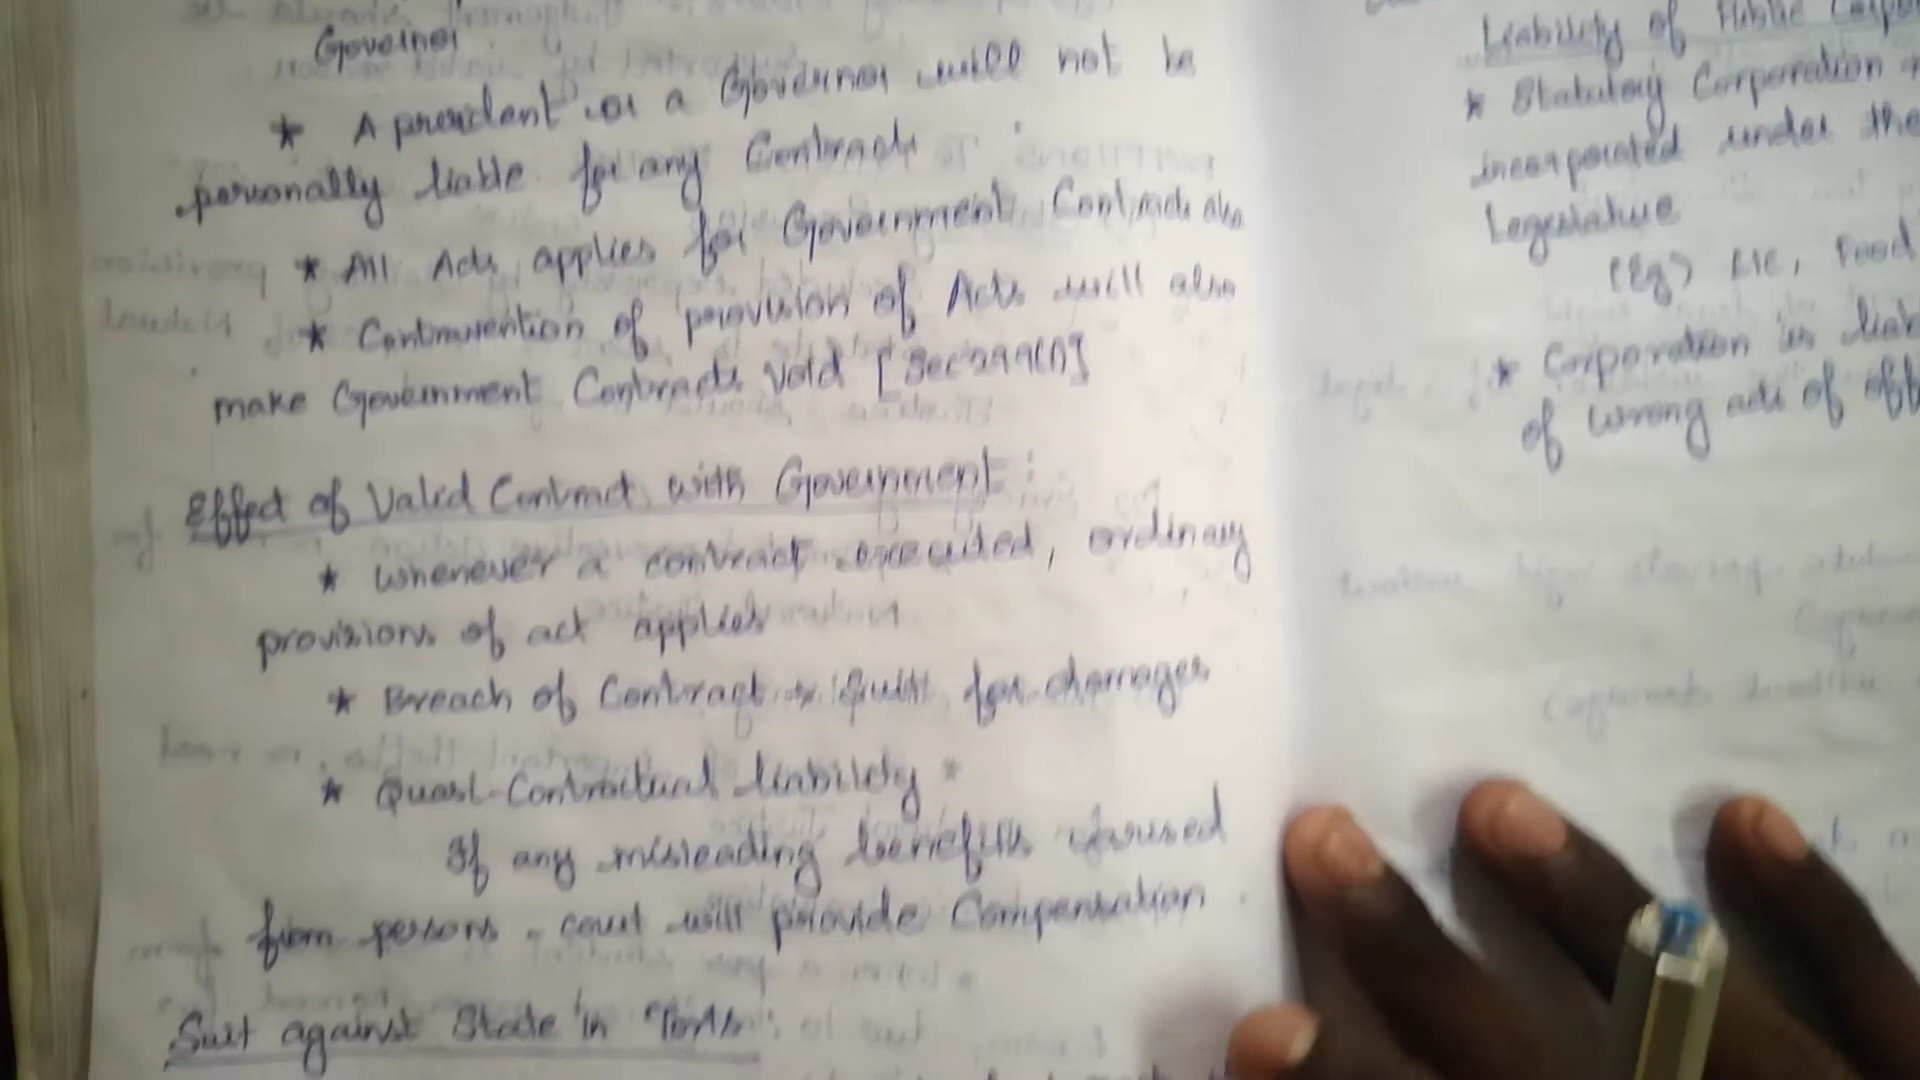 Governor
* A president or a Governor will not be
personally liable for any Contract
* All Acts applies for Government Contracts also
* Contravention of provision of Acts will also
make Government Contracts Void [Sec 299(1)]
Effect of Valid Contract with Government:
* Whenever a contract executed, ordinary
provisions of act applies
* Breach of Contract for damages
* Quasi-Contractual liability
If any misleading benefits
from persons - court will provide Compensation.
Suit against State in Torts:
Liability of Public
* Statutory Corporation
incorporated under the
Legislature
(Eg) LIC, Food
* Corporation is
of wrong acts of